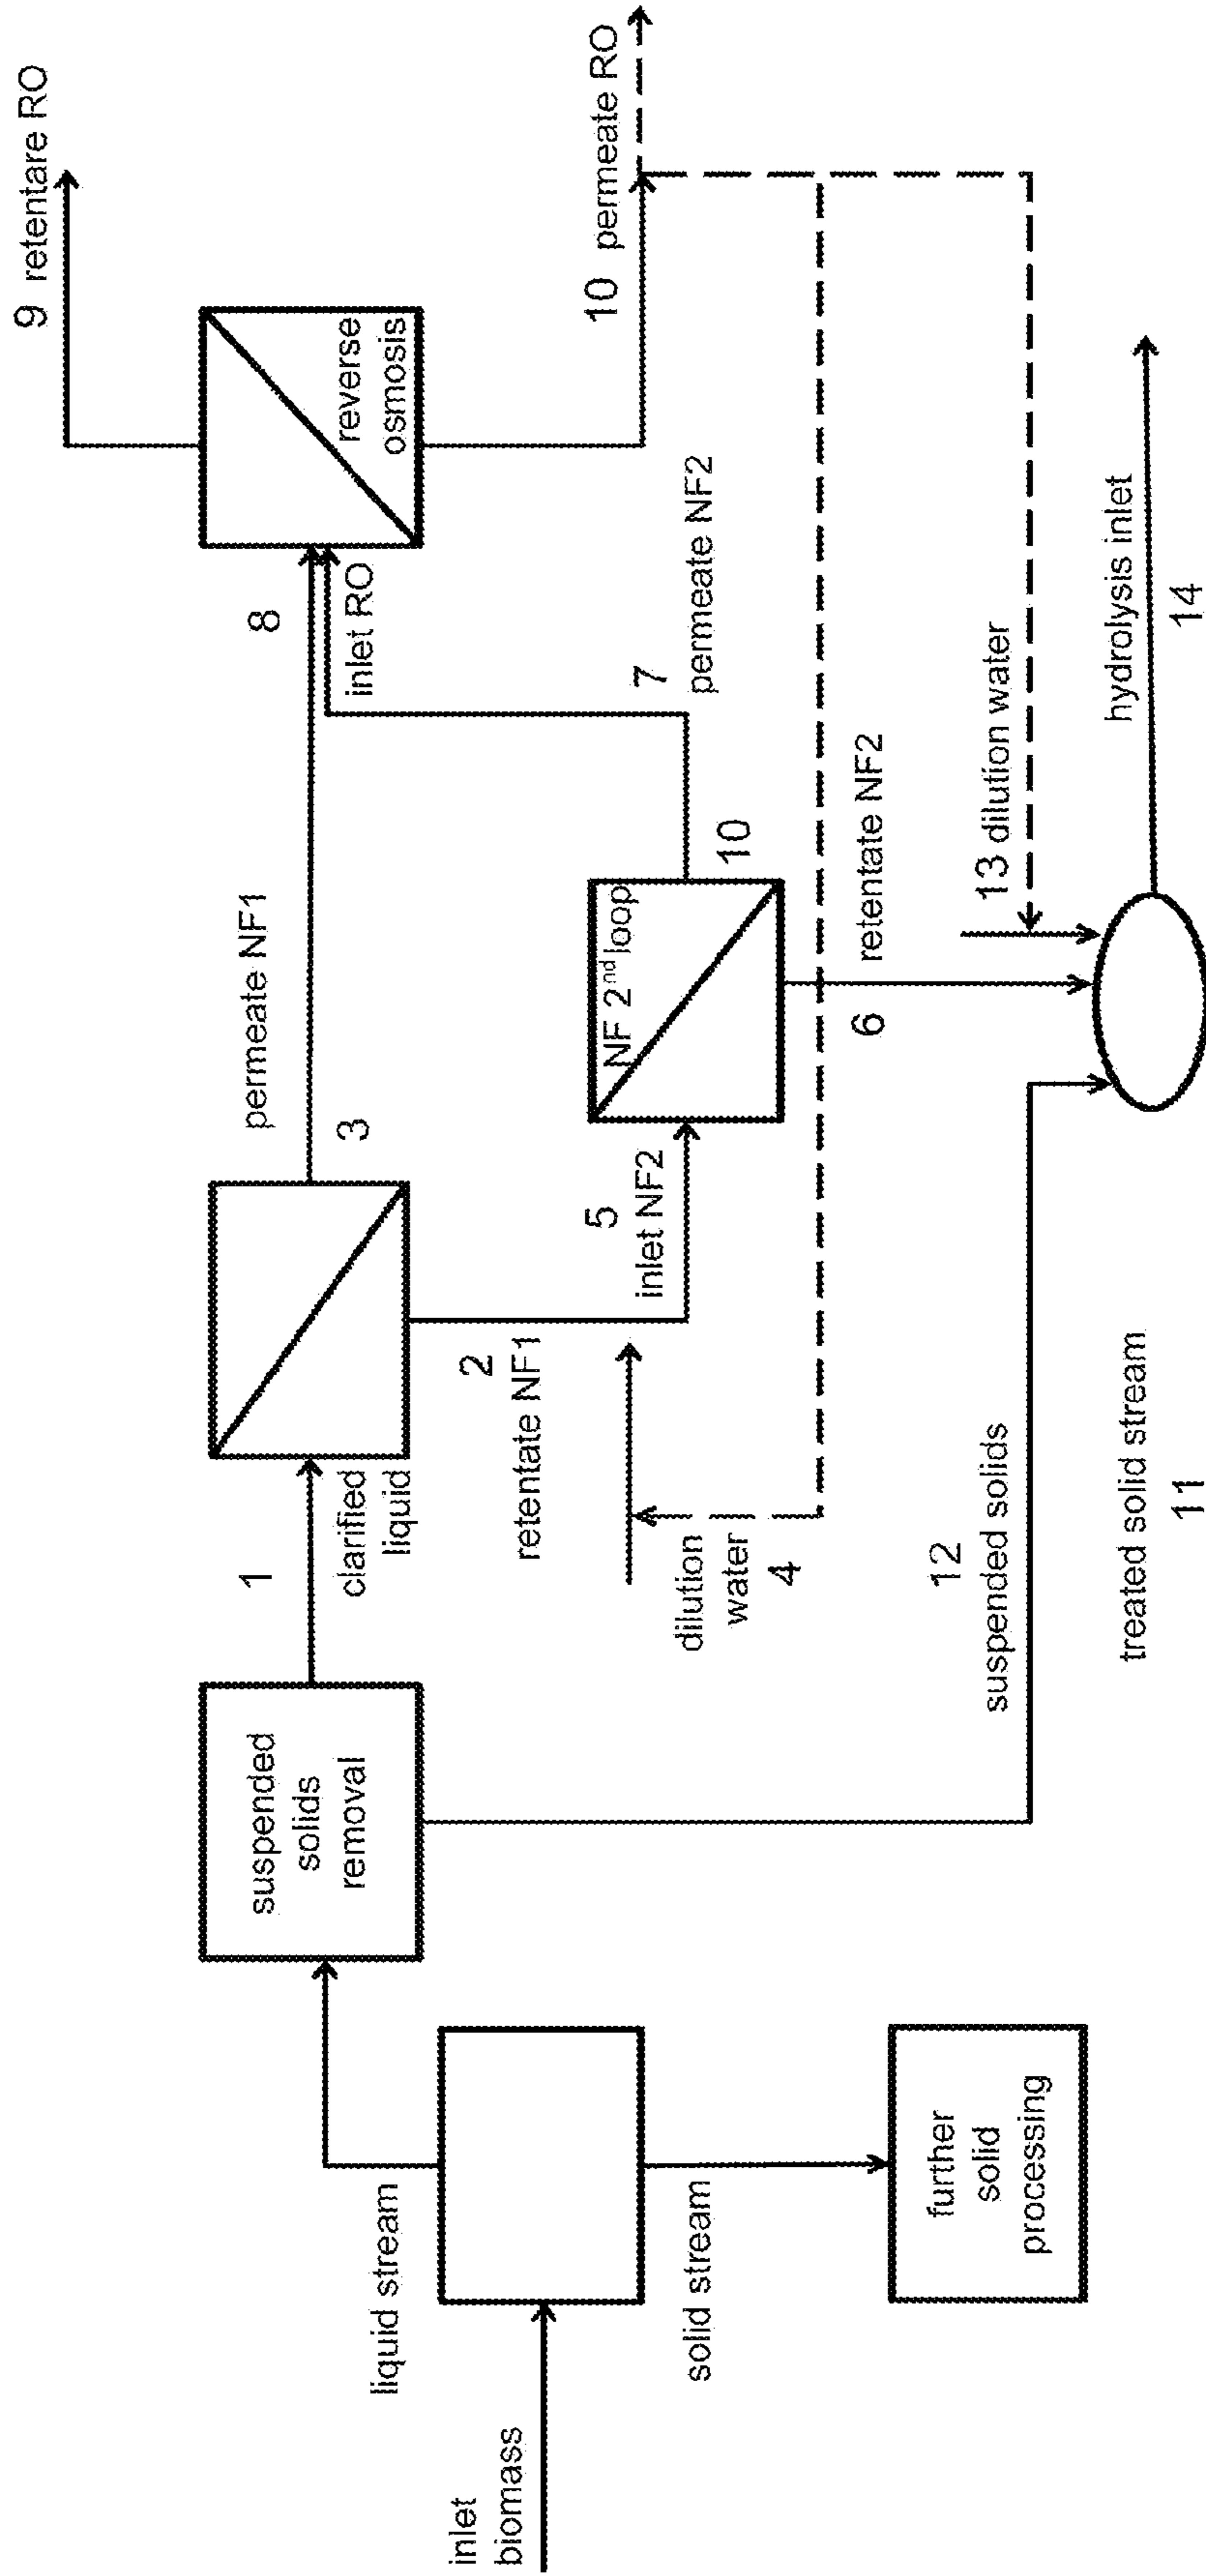 inlet
biomass
liquid stream
solid stream
further
solid
processing
suspended
solids
removal
1
clarified
liquid
2
retentate NF1
permeate NF1
3
dilution
water
4
5
inlet NF2
NF 2nd loop
10
6
retentate NF2
7
permeate NF2
8
inlet RO
reverse
osmosis
9 retentare RO
10 permeate RO
12
suspended solids
treated solid stream
11
13 dilution water
hydrolysis inlet
14